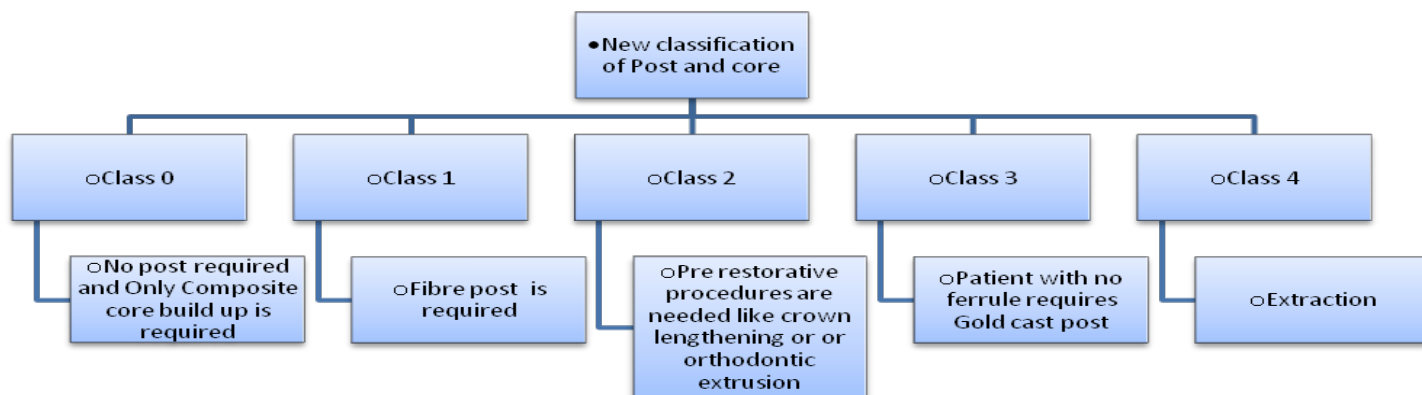 •New classification
of Post and core
○Class 0
○Class 1
○Class 2
○Class 3
○Class 4
○No post required
and Only Composite
core build up is
required
○Fibre post is
required
○Pre restorative
procedures are
needed like crown
lengthening or or
orthodontic
extrusion
○Patient with no
ferrule requires
Gold cast post
○Extraction